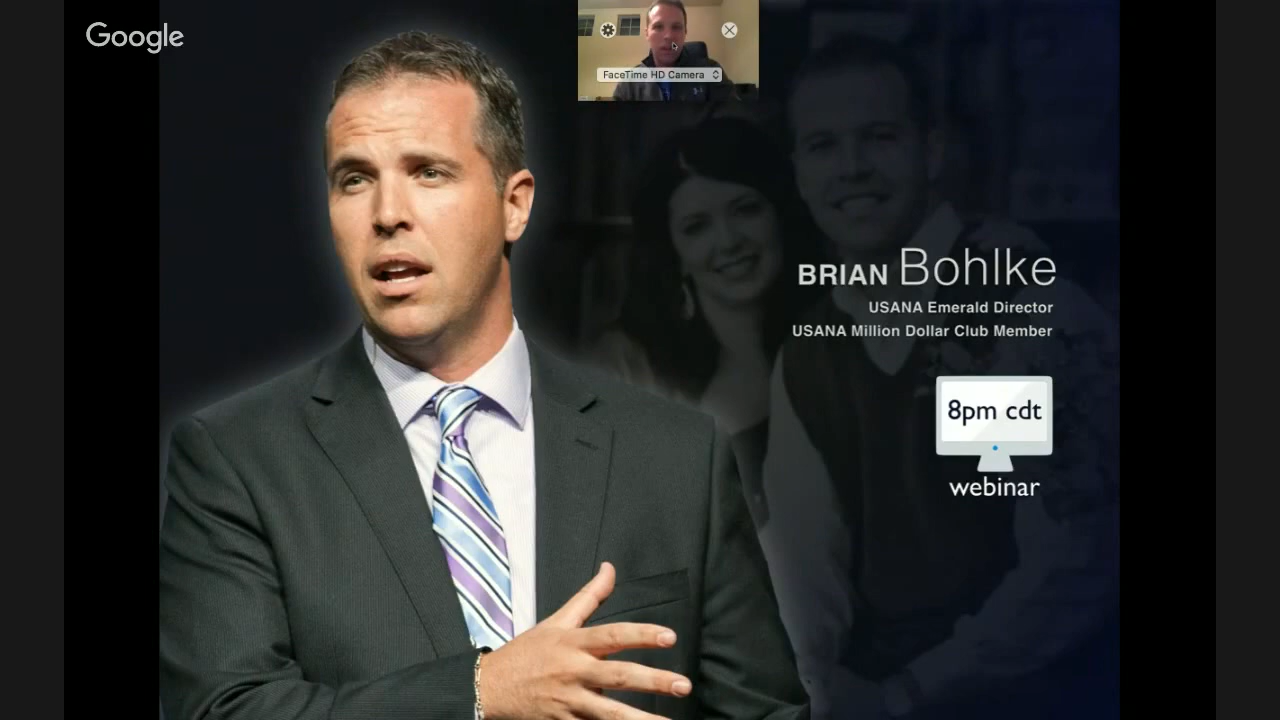 Google
FaceTime HD Camera
BRIAN Bohlke
USANA Emerald Director
USANA Million Dollar Club Member
8pm cdt
webinar